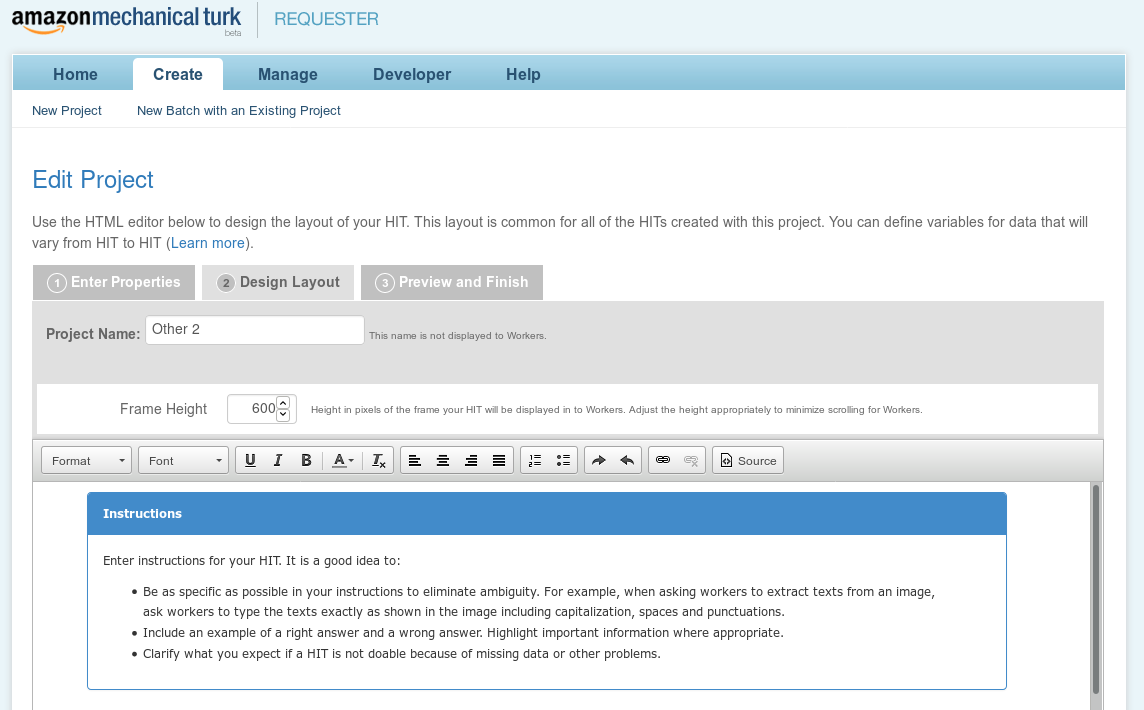 amazonmechanical turk
beta
REQUESTER
Home Create Manage Developer Help
New Project New Batch with an Existing Project
Edit Project
Use the HTML editor below to design the layout of your HIT. This layout is common for all of the HITs created with this project. You can define variables for data that will
vary from HIT to HIT (Learn more).
1 Enter Properties 2 Design Layout 3 Preview and Finish
Project Name: Other 2 This name is not displayed to Workers.
Frame Height 600 Height in pixels of the frame your HIT will be displayed in to Workers. Adjust the height appropriately to minimize scrolling for Workers.
Format Font U I B A Tx Source
Instructions
Enter instructions for your HIT. It is a good idea to:
• Be as specific as possible in your instructions to eliminate ambiguity. For example, when asking workers to extract texts from an image,
ask workers to type the texts exactly as shown in the image including capitalization, spaces and punctuations.
• Include an example of a right answer and a wrong answer. Highlight important information where appropriate.
• Clarify what you expect if a HIT is not doable because of missing data or other problems.